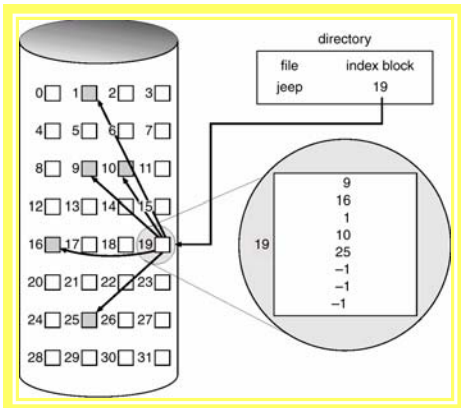 directory
file index block
jeep 19
0 1 2 3
4 5 6 7
8 9 10 11
12 13 14 15
16 17 18 19
20 21 22 23
24 25 26 27
28 29 30 31
19
9
16
1
10
25
–1
–1
–1